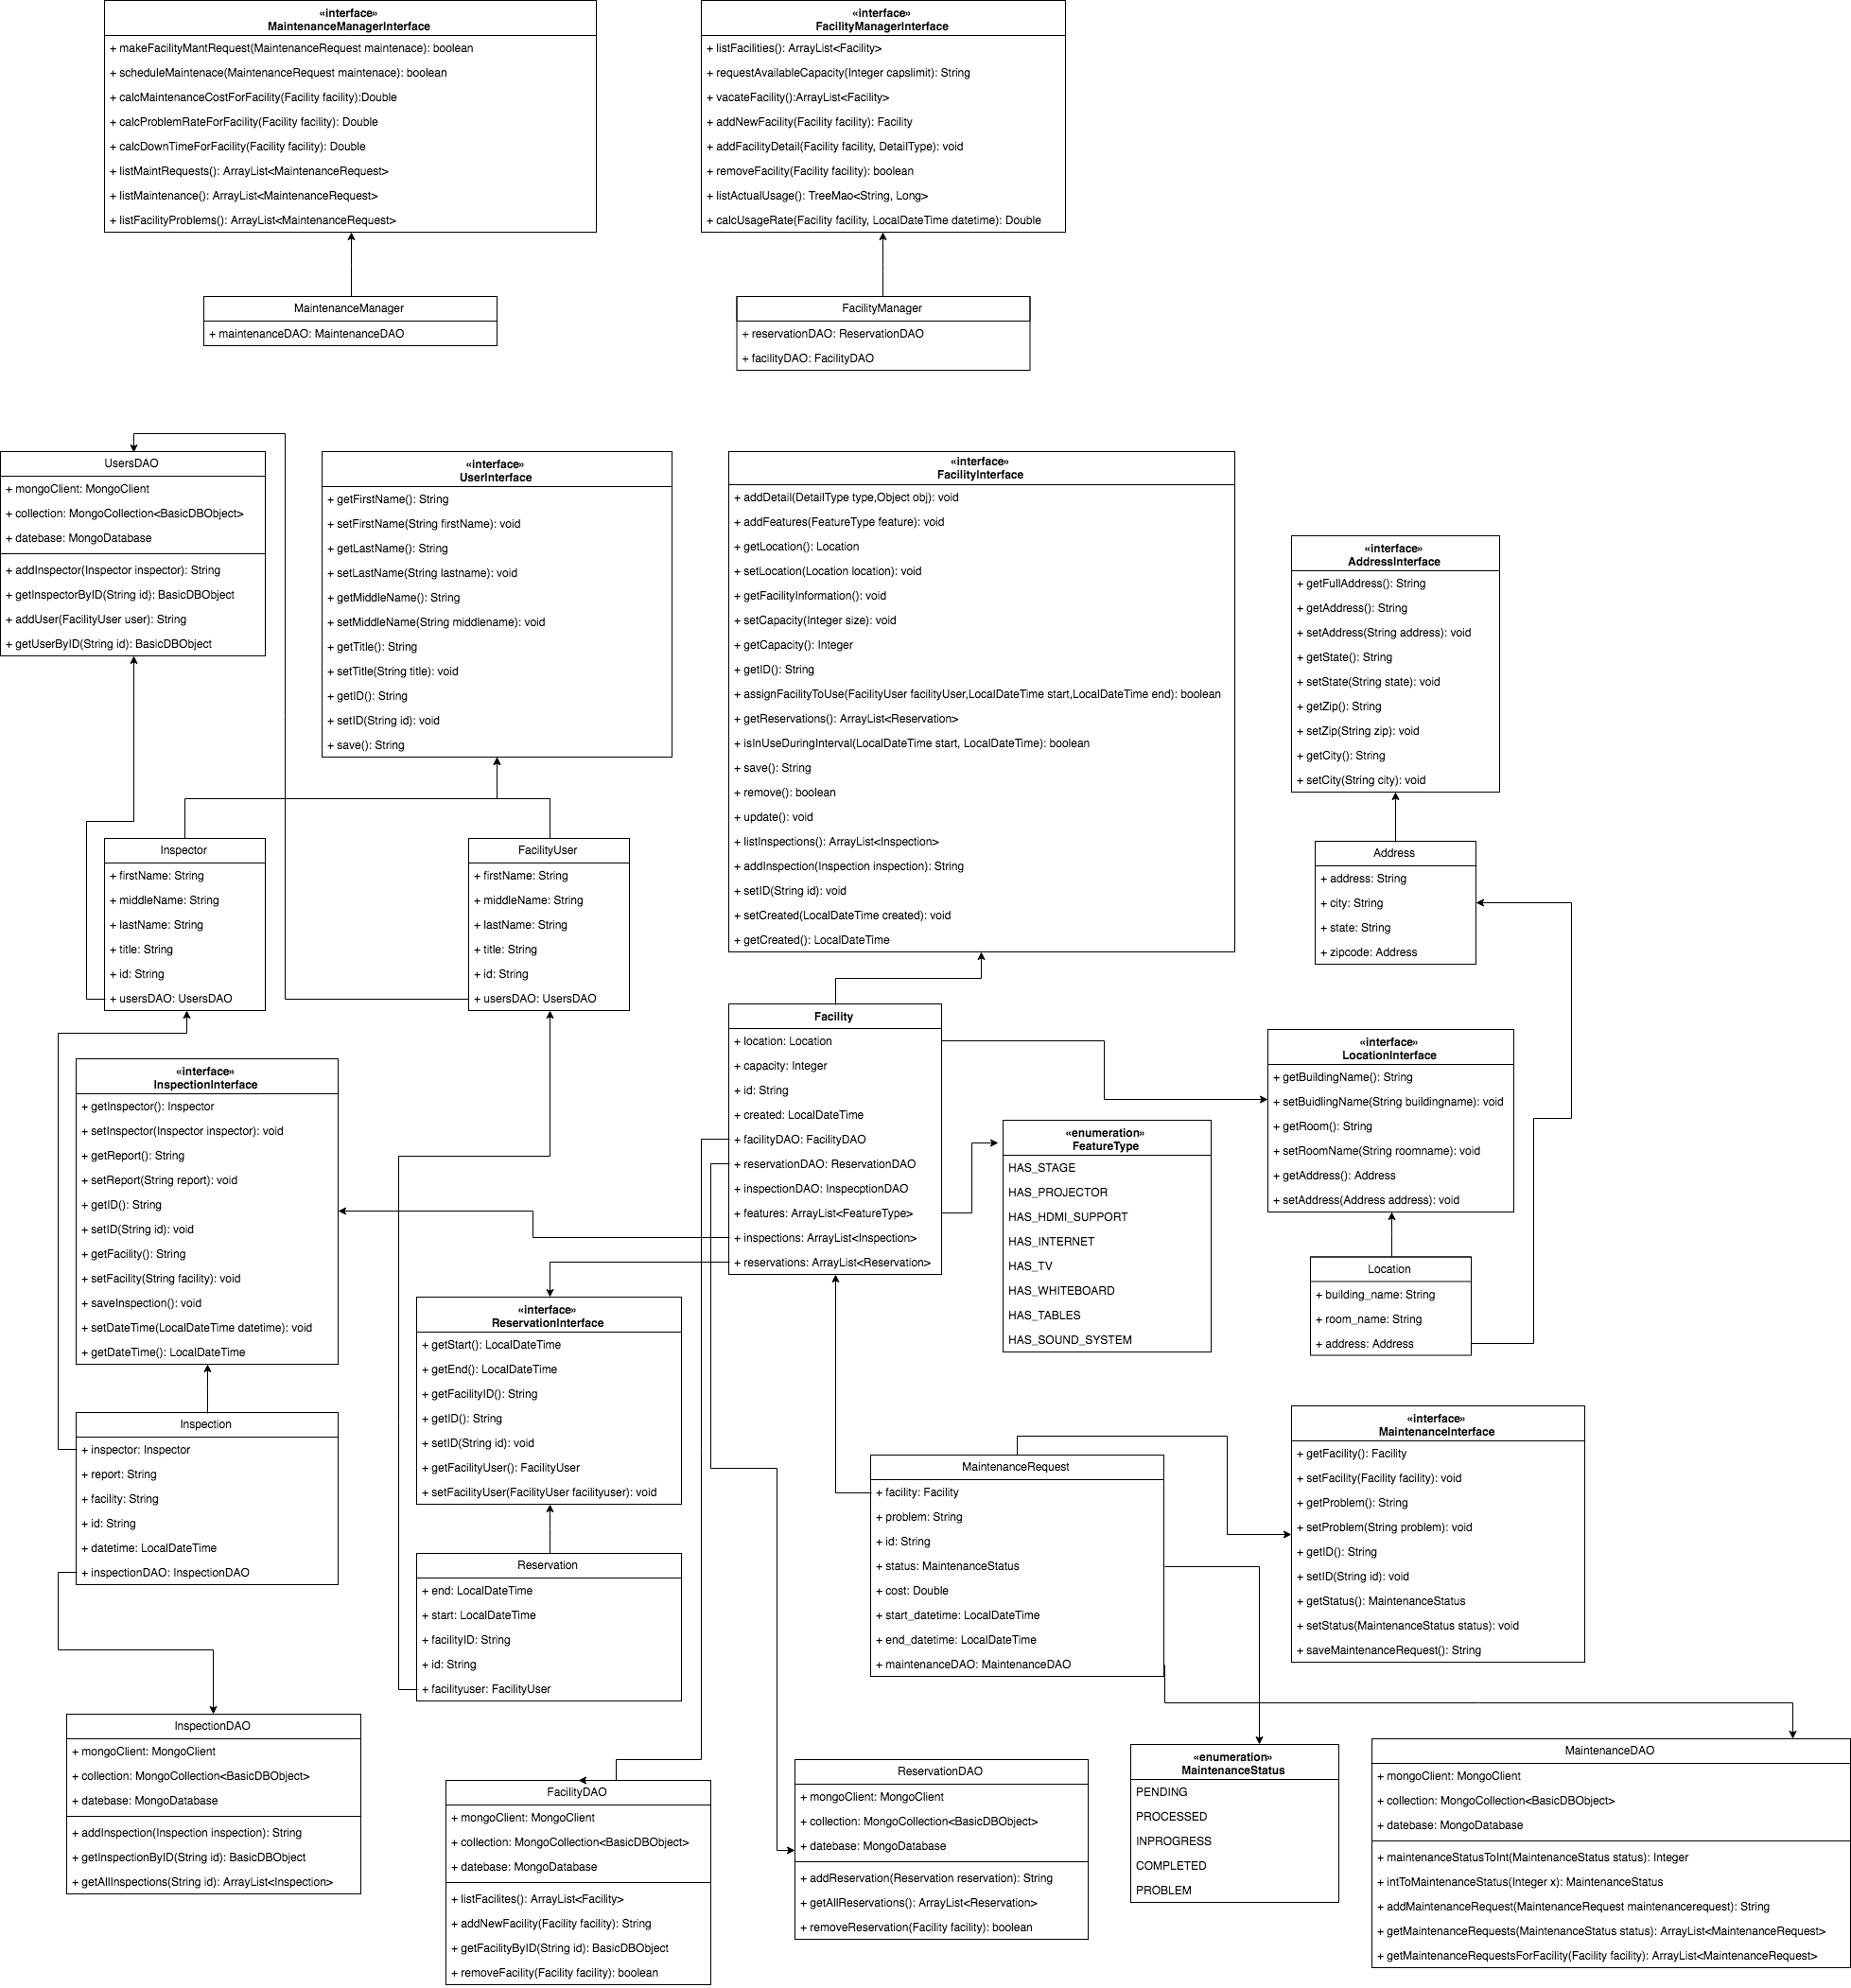 «interface»
MaintenanceManagerInterface
+ makeFacilityMantRequest(MaintenanceRequest maintenace): boolean
+ scheduleMaintenace(MaintenanceRequest maintenace): boolean
+ calcMaintenanceCostForFacility(Facility facility):Double
+ calcProblemRateForFacility(Facility facility): Double
+ calcDownTimeForFacility(Facility facility): Double
+ listMaintRequests(): ArrayList<MaintenanceRequest>
+ listMaintenance(): ArrayList<MaintenanceRequest>
+ listFacilityProblems(): ArrayList<MaintenanceRequest>
«interface»
FacilityManagerInterface
+ listFacilities(): ArrayList<Facility>
+ requestAvailableCapacity(Integer capslimit): String
+ vacateFacility():ArrayList<Facility>
+ addNewFacility(Facility facility): Facility
+ addFacilityDetail(Facility facility, DetailType): void
+ removeFacility(Facility facility): boolean
+ listActualUsage(): TreeMao<String, Long>
+ calcUsageRate(Facility facility, LocalDateTime datetime): Double
MaintenanceManager
+ maintenanceDAO: MaintenanceDAO
FacilityManager
+ reservationDAO: ReservationDAO
+ facilityDAO: FacilityDAO
UsersDAO
+ mongoClient: MongoClient
+ collection: MongoCollection<BasicDBObject>
+ datebase: MongoDatabase
+ addInspector(Inspector inspector): String
+ getInspectorByID(String id): BasicDBObject
+ addUser(FacilityUser user): String
+ getUserByID(String id): BasicDBObject
«interface»
UserInterface
+ getFirstName(): String
+ setFirstName(String firstName): void
+ getLastName(): String
+ setLastName(String lastname): void
+ getMiddleName(): String
+ setMiddleName(String middlename): void
+ getTitle(): String
+ setTitle(String title): void
+ getID(): String
+ setID(String id): void
+ save(): String
«interface»
FacilityInterface
+ addDetail(DetailType type,Object obj): void
+ addFeatures(FeatureType feature): void
+ getLocation(): Location
+ setLocation(Location location): void
+ getFacilityInformation(): void
+ setCapacity(Integer size): void
+ getCapacity(): Integer
+ getID(): String
+ assignFacilityToUse(FacilityUser facilityUser,LocalDateTime start,LocalDateTime end): boolean
+ getReservations(): ArrayList<Reservation>
+ isInUseDuringInterval(LocalDateTime start, LocalDateTime): boolean
+ save(): String
+ remove(): boolean
+ update(): void
+ listInspections(): ArrayList<Inspection>
+ addInspection(Inspection inspection): String
+ setID(String id): void
+ setCreated(LocalDateTime created): void
+ getCreated(): LocalDateTime
«interface»
AddressInterface
+ getFullAddress(): String
+ getAddress(): String
+ setAddress(String address): void
+ getState(): String
+ setState(String state): void
+ getZip(): String
+ setZip(String zip): void
+ getCity(): String
+ setCity(String city): void
Inspector
+ firstName: String
+ middleName: String
+ lastName: String
+ title: String
+ id: String
+ usersDAO: UsersDAO
FacilityUser
+ firstName: String
+ middleName: String
+ lastName: String
+ title: String
+ id: String
+ usersDAO: UsersDAO
Address
+ address: String
+ city: String
+ state: String
+ zipcode: Address
Facility
+ location: Location
+ capacity: Integer
+ id: String
+ created: LocalDateTime
+ facilityDAO: FacilityDAO
+ reservationDAO: ReservationDAO
+ inspectionDAO: InspecptionDAO
+ features: ArrayList<FeatureType>
+ inspections: ArrayList<Inspection>
+ reservations: ArrayList<Reservation>
«interface»
LocationInterface
+ getBuildingName(): String
+ setBuidlingName(String buildingname): void
+ getRoom(): String
+ setRoomName(String roomname): void
+ getAddress(): Address
+ setAddress(Address address): void
«interface»
InspectionInterface
+ getInspector(): Inspector
+ setInspector(Inspector inspector): void
+ getReport(): String
+ setReport(String report): void
+ getID(): String
+ setID(String id): void
+ getFacility(): String
+ setFacility(String facility): void
+ saveInspection(): void
+ setDateTime(LocalDateTime datetime): void
+ getDateTime(): LocalDateTime
«enumeration»
FeatureType
HAS_STAGE
HAS_PROJECTOR
HAS_HDMI_SUPPORT
HAS_INTERNET
HAS_TV
HAS_WHITEBOARD
HAS_TABLES
HAS_SOUND_SYSTEM
Location
+ building_name: String
+ room_name: String
+ address: Address
«interface»
ReservationInterface
+ getStart(): LocalDateTime
+ getEnd(): LocalDateTime
+ getFacilityID(): String
+ getID(): String
+ setID(String id): void
+ getFacilityUser(): FacilityUser
+ setFacilityUser(FacilityUser facilityuser): void
Inspection
+ inspector: Inspector
+ report: String
+ facility: String
+ id: String
+ datetime: LocalDateTime
+ inspectionDAO: InspectionDAO
MaintenanceRequest
+ facility: Facility
+ problem: String
+ id: String
+ status: MaintenanceStatus
+ cost: Double
+ start_datetime: LocalDateTime
+ end_datetime: LocalDateTime
+ maintenanceDAO: MaintenanceDAO
«interface»
MaintenanceInterface
+ getFacility(): Facility
+ setFacility(Facility facility): void
+ getProblem(): String
+ setProblem(String problem): void
+ getID(): String
+ setID(String id): void
+ getStatus(): MaintenanceStatus
+ setStatus(MaintenanceStatus status): void
+ saveMaintenanceRequest(): String
Reservation
+ end: LocalDateTime
+ start: LocalDateTime
+ facilityID: String
+ id: String
+ facilityuser: FacilityUser
InspectionDAO
+ mongoClient: MongoClient
+ collection: MongoCollection<BasicDBObject>
+ datebase: MongoDatabase
+ addInspection(Inspection inspection): String
+ getInspectionByID(String id): BasicDBObject
+ getAllInspections(String id): ArrayList<Inspection>
FacilityDAO
+ mongoClient: MongoClient
+ collection: MongoCollection<BasicDBObject>
+ datebase: MongoDatabase
+ listFacilites(): ArrayList<Facility>
+ addNewFacility(Facility facility): String
+ getFacilityByID(String id): BasicDBObject
+ removeFacility(Facility facility): boolean
ReservationDAO
+ mongoClient: MongoClient
+ collection: MongoCollection<BasicDBObject>
+ datebase: MongoDatabase
+ addReservation(Reservation reservation): String
+ getAllReservations(): ArrayList<Reservation>
+ removeReservation(Facility facility): boolean
«enumeration»
MaintenanceStatus
PENDING
PROCESSED
INPROGRESS
COMPLETED
PROBLEM
MaintenanceDAO
+ mongoClient: MongoClient
+ collection: MongoCollection<BasicDBObject>
+ datebase: MongoDatabase
+ maintenanceStatusToInt(MaintenanceStatus status): Integer
+ intToMaintenanceStatus(Integer x): MaintenanceStatus
+ addMaintenanceRequest(MaintenanceRequest maintenancerequest): String
+ getMaintenanceRequests(MaintenanceStatus status): ArrayList<MaintenanceRequest>
+ getMaintenanceRequestsForFacility(Facility facility): ArrayList<MaintenanceRequest>